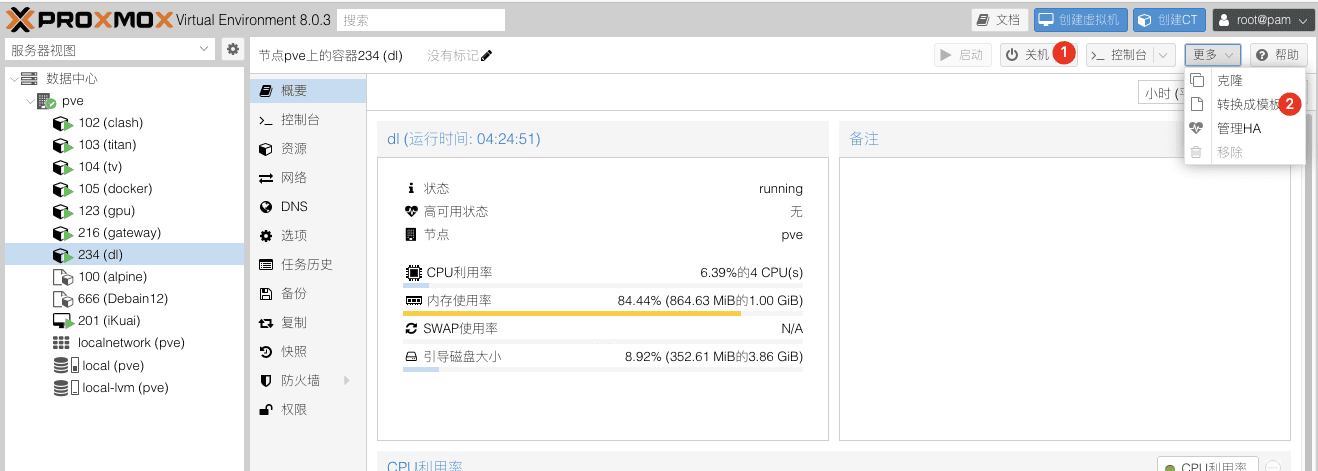 PROXMOX Virtual Environment 8.0.3 搜索 文档 创建虚拟机 创建CT root@pam
服务器视图
节点pve上的容器234 (dl) 没有标记 启动 关机 1 控制台 更多 帮助
数据中心
pve
102 (clash)
103 (titan)
104 (tv)
105 (docker)
123 (gpu)
216 (gateway)
234 (dl)
100 (alpine)
666 (Debain12)
201 (iKuai)
localnetwork (pve)
local (pve)
local-lvm (pve)
概要
控制台
资源
网络
DNS
选项
任务历史
备份
复制
快照
防火墙
权限
克隆
转换成模板 2
管理HA
移除
小时
dl (运行时间: 04:24:51)
状态 running
高可用状态 无
节点 pve
CPU利用率 6.39%的4 CPU(s)
内存使用率 84.44% (864.63 MiB的1.00 GiB)
SWAP使用率 N/A
引导磁盘大小 8.92% (352.61 MiB的3.86 GiB)
备注
CPU利用率
CPU利用率